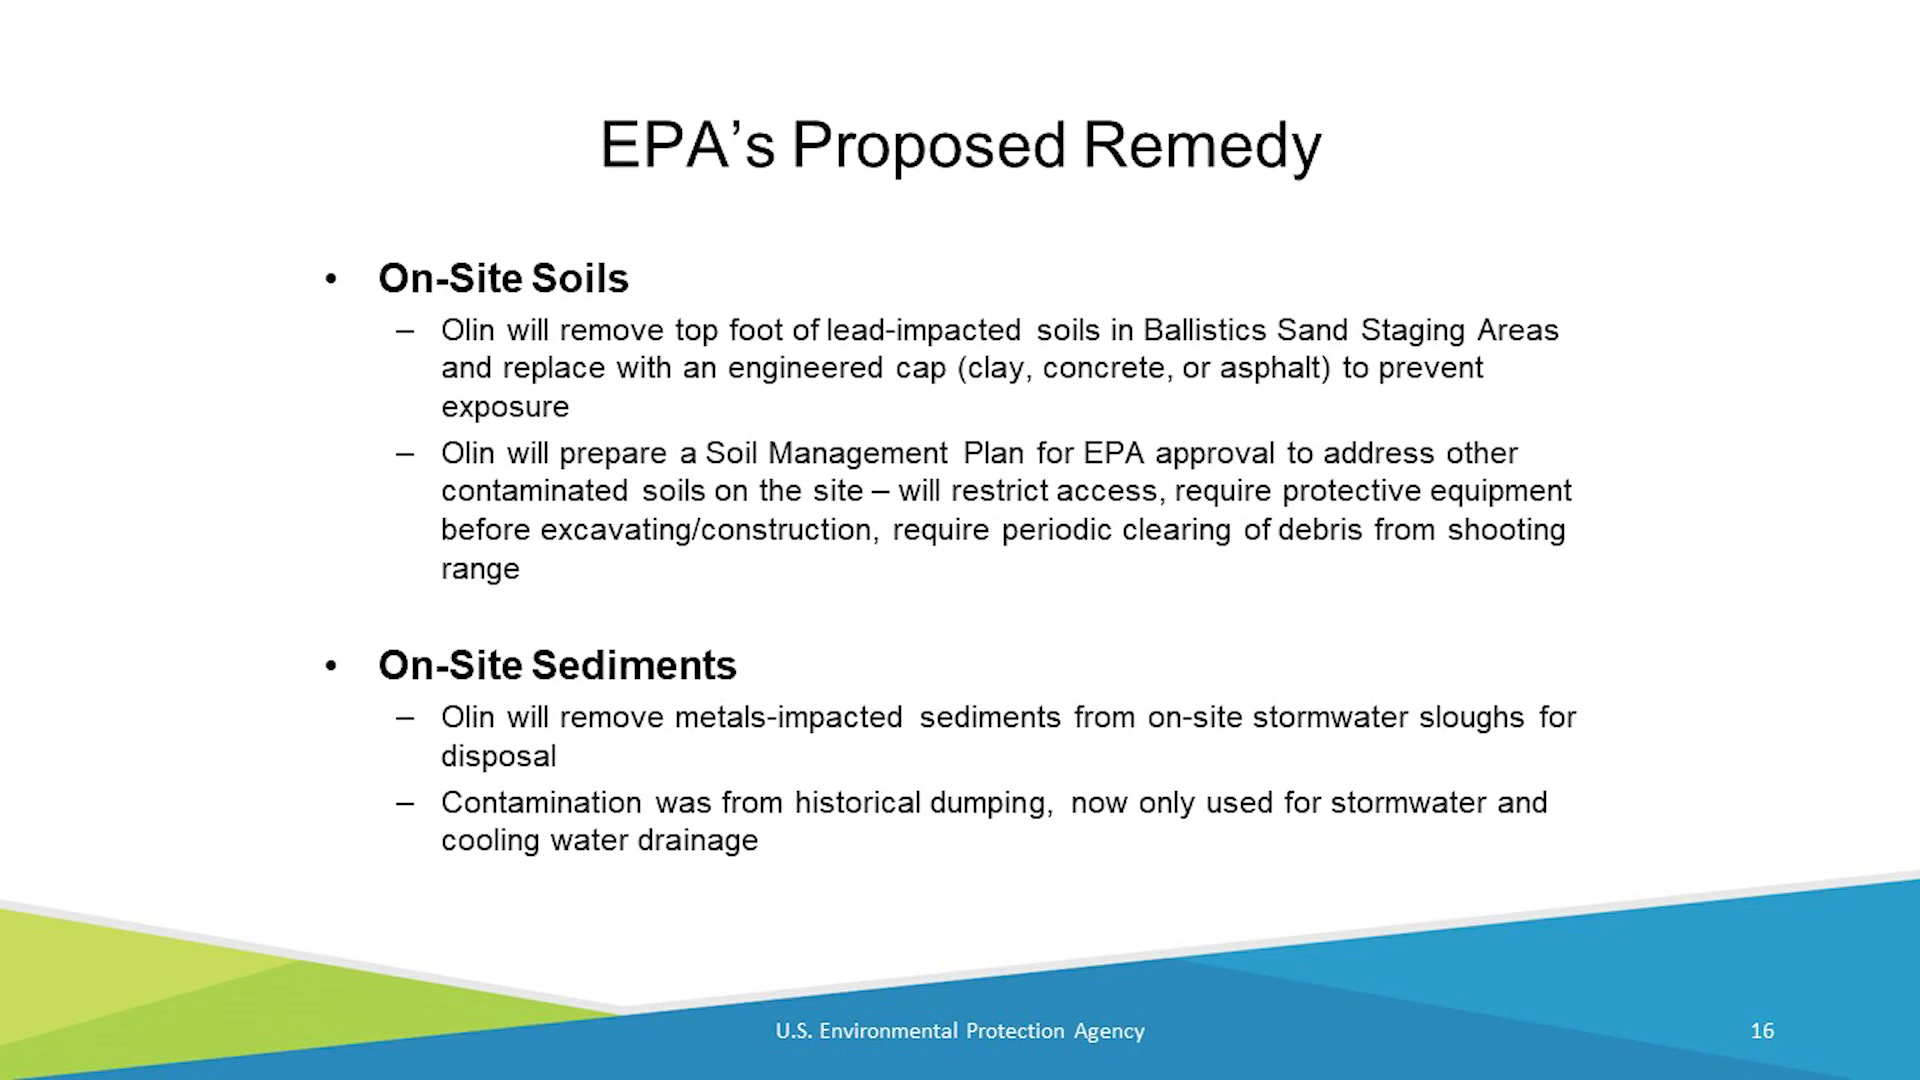 EPA’s Proposed Remedy
• On-Site Soils
– Olin will remove top foot of lead-impacted soils in Ballistics Sand Staging Areas
and replace with an engineered cap (clay, concrete, or asphalt) to prevent
exposure
– Olin will prepare a Soil Management Plan for EPA approval to address other
contaminated soils on the site – will restrict access, require protective equipment
before excavating/construction, require periodic clearing of debris from shooting
range
• On-Site Sediments
– Olin will remove metals-impacted sediments from on-site stormwater sloughs for
disposal
– Contamination was from historical dumping, now only used for stormwater and
cooling water drainage
U.S. Environmental Protection Agency
16